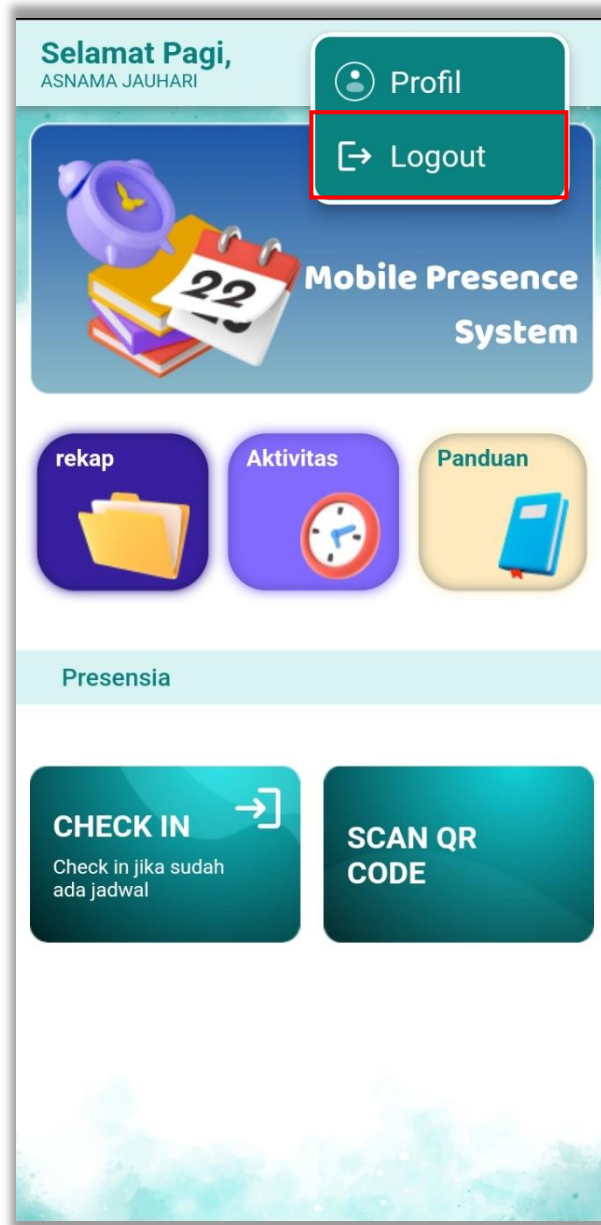 Selamat Pagi,
ASNAMA JAUHARI
Profil
Logout
22
Mobile Presence
System
rekap
Aktivitas
Panduan
Presensia
CHECK IN
Check in jika sudah
ada jadwal
SCAN QR
CODE